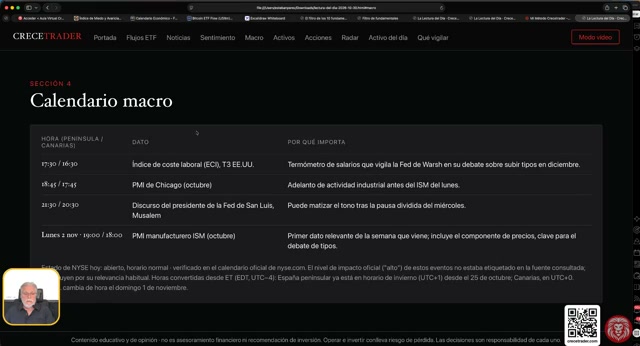 CRECETRADER
Portada Flujos ETF Noticias Sentimiento Macro Activos Acciones Radar Activo del día Qué vigilar
Modo vídeo
SECCIÓN 4
Calendario macro
HORA (PENÍNSULA / CANARIAS) DATO POR QUÉ IMPORTA
17:30 / 16:30 Índice de coste laboral (ECI), T3 EE.UU. Termómetro de salarios que vigila la Fed de Warsh en su debate sobre subir tipos en diciembre.
18:45 / 17:45 PMI de Chicago (octubre) Adelanto de actividad industrial antes del ISM del lunes.
21:30 / 20:30 Discurso del presidente de la Fed de San Luis, Musalem Puede matizar el tono tras la pausa dividida del miércoles.
Lunes 2 nov · 19:00 / 18:00 PMI manufacturero ISM (octubre) Primer dato relevante de la semana que viene; incluye el componente de precios, clave para el debate de tipos.
Estado de NYSE hoy: abierto, horario normal · verificado en el calendario oficial de nyse.com. El nivel de impacto oficial ("alto") de estos eventos no estaba etiquetado en la fuente consultada;
por su relevancia habitual. Horas convertidas desde ET (EDT, UTC−4): España peninsular ya está en horario de invierno (UTC+1) desde el 25 de octubre; Canarias, en UTC+0.
cambia de hora el domingo 1 de noviembre.
crecetrader.com
Contenido educativo y de opinión · no es asesoramiento financiero ni recomendación de inversión. Operar e invertir conlleva riesgo de pérdida. Las decisiones son responsabilidad de cada uno.